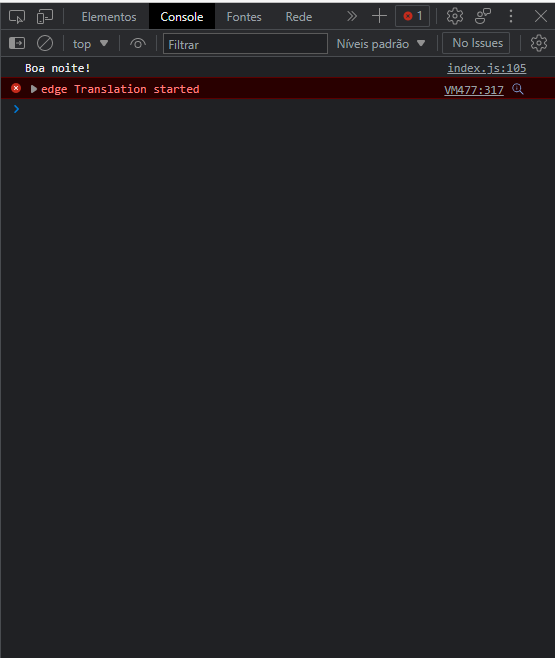 Elementos Console Fontes Rede 1
top Filtrar Níveis padrão No Issues
Boa noite! index.js:105
edge Translation started VM477:317